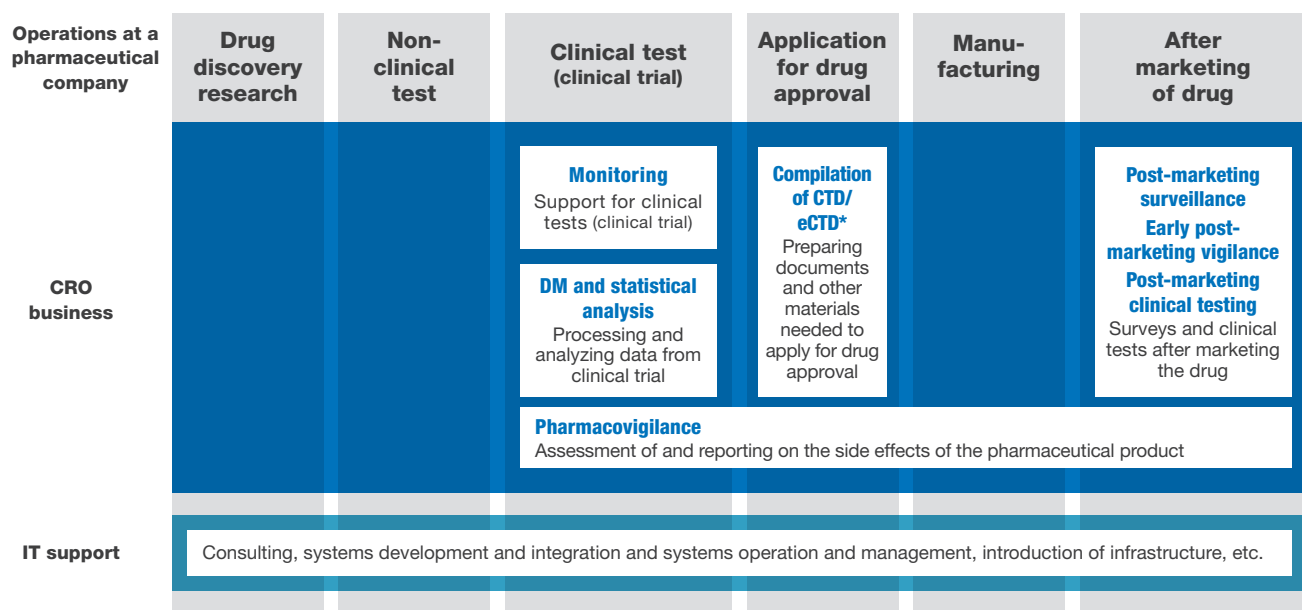 Operations at a
pharmaceutical
company
Drug
discovery
research
Non-
clinical
test
Clinical test
(clinical trial)
Application
for drug
approval
Manu-
facturing
After
marketing
of drug
CRO
business
Monitoring
Support for clinical
tests (clinical trial)
DM and statistical
analysis
Processing and
analyzing data from
clinical trial
Compilation
of CTD/
eCTD*
Preparing
documents
and other
materials
needed to
apply for drug
approval
Post-marketing
surveillance
Early post-
marketing vigilance
Post-marketing
clinical testing
Surveys and clinical
tests after marketing
the drug
Pharmacovigilance
Assessment of and reporting on the side effects of the pharmaceutical product
IT support
Consulting, systems development and integration and systems operation and management, introduction of infrastructure, etc.